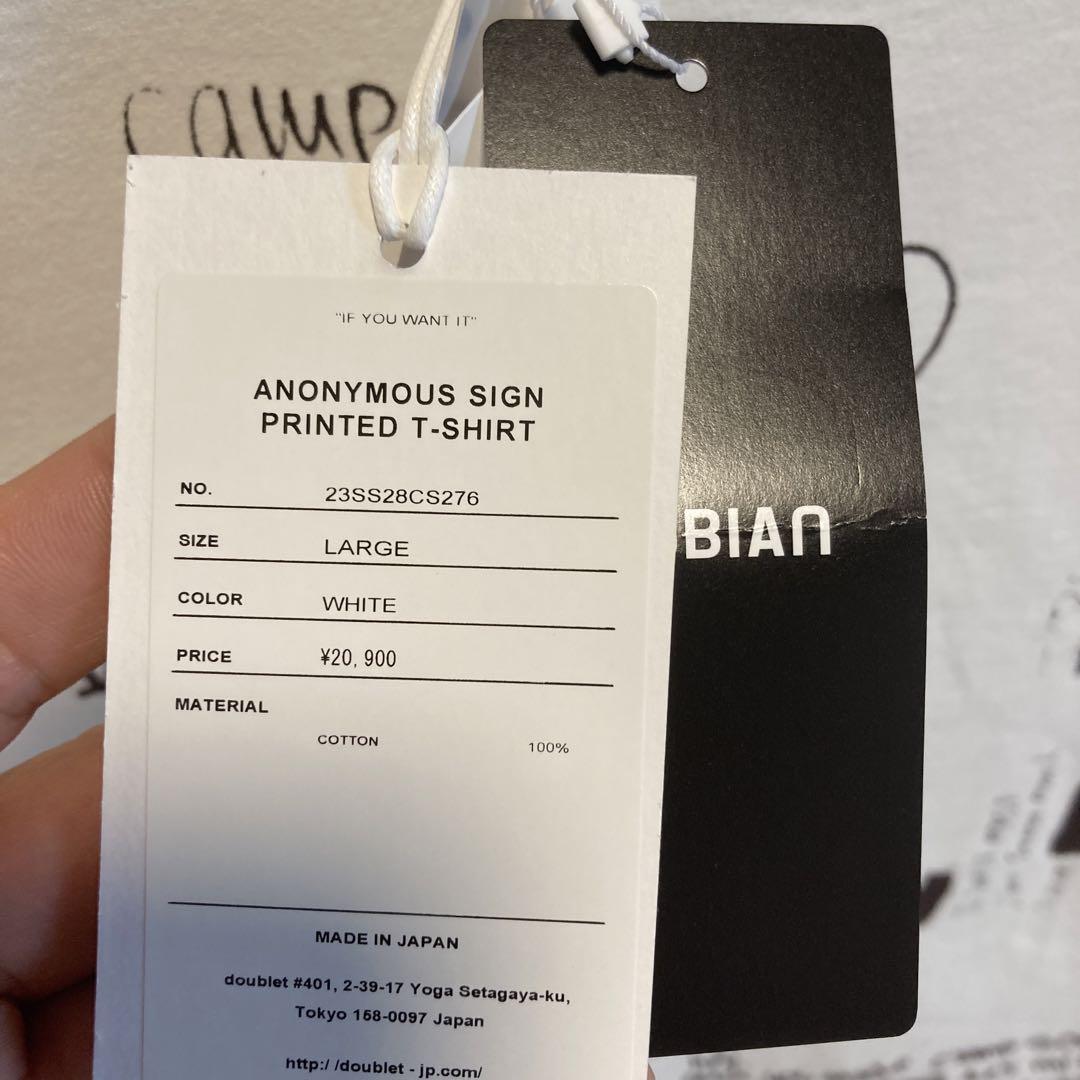 camp
"IF YOU WANT IT"
ANONYMOUS SIGN
PRINTED T-SHIRT
NO. 23SS28CS276
SIZE LARGE
COLOR WHITE
PRICE ¥20,900
MATERIAL
COTTON 100%
MADE IN JAPAN
doublet #401, 2-39-17 Yoga Setagaya-ku,
Tokyo 158-0097 Japan
http://doublet-jp.com/
BIAN